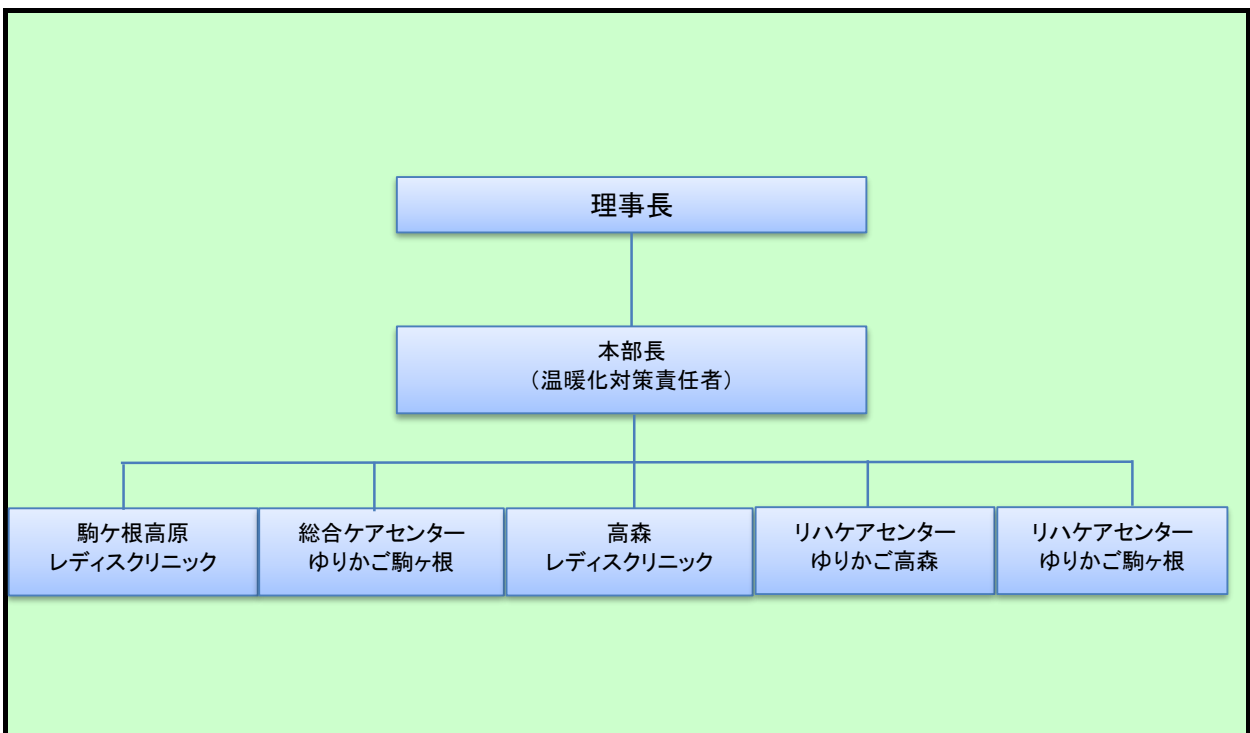 理事長
本部長
（温暖化対策責任者）
駒ケ根高原
レディスクリニック
総合ケアセンター
ゆりかご駒ヶ根
高森
レディスクリニック
リハケアセンター
ゆりかご高森
リハケアセンター
ゆりかご駒ヶ根